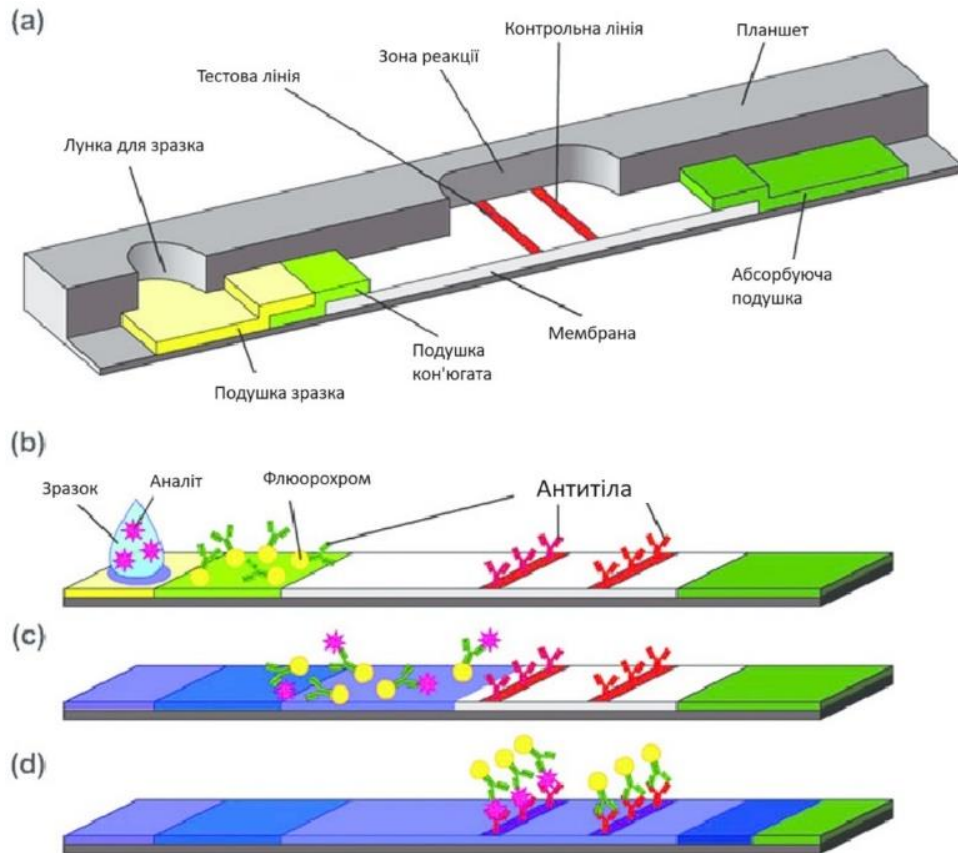 (a)
Контрольна лінія
Планшет
Зона реакції
Тестова лінія
Лунка для зразка
Абсорбуюча
подушка
Мембрана
Подушка
кон'югата
Подушка зразка
(b)
Аналіт
Флюорохром
Антитіла
Зразок
(c)
(d)